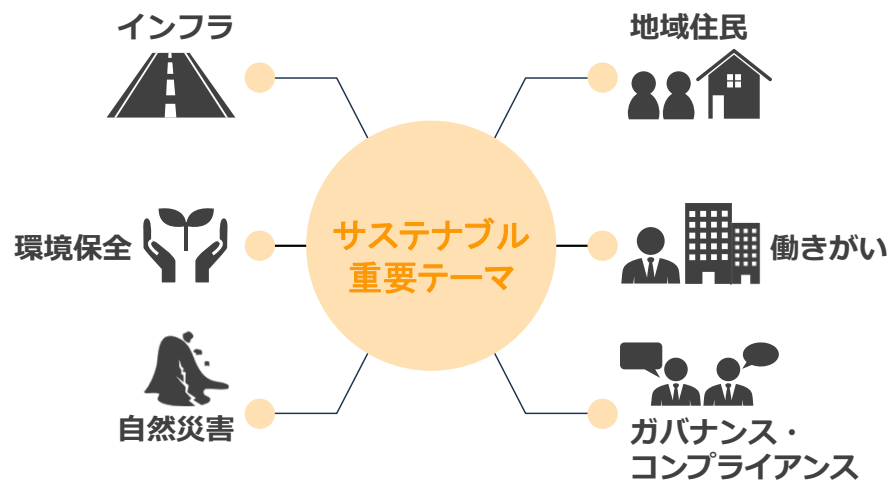 インフラ
地域住民
環境保全
サステナブル
重要テーマ
働きがい
自然災害
ガバナンス・
コンプライアンス